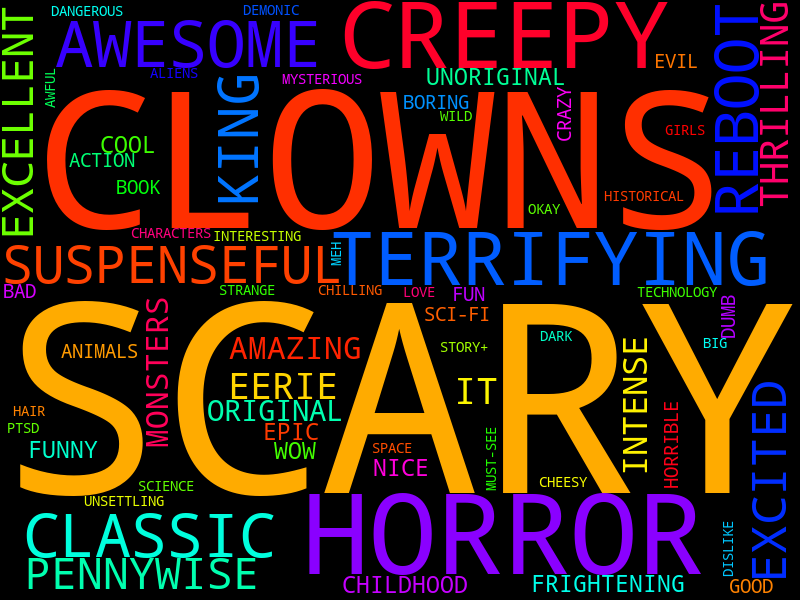 DANGEROUS
DEMONIC
CREEPY
AWESOME
EXCELLENT
REBOOT
THRILLING
EVIL
AWFUL
ALIENS
KING
MYSTERIOUS
UNORIGINAL
CLOWNS
BORING
WILD
CRAZY
GIRLS
COOL
ACTION
BOOK
HISTORICAL
OKAY
CHARACTERS
INTERESTING
TERRIFYING
SUSPENSEFUL
MEH
BAD
STRANGE
CHILLING
LOVE
FUN
TECHNOLOGY
DUMB
SCARY
MONSTERS
SCI-FI
ANIMALS
AMAZING
STORY+
DARK
BIG
INTENSE
EERIE
IT
ORIGINAL
HAIR
PTSD
EPIC
HORRIBLE
EXCITED
FUNNY
WOW
SPACE
NICE
MUST-SEE
SCIENCE
CHEESY
UNSETTLING
HORROR
CLASSIC
DISLIKE
PENNYWISE
CHILDHOOD
FRIGHTENING
GOOD